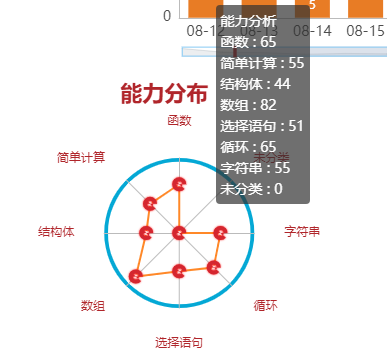 5
0
08-12 08-13 08-14 08-15
能力分析
函数 : 65
简单计算 : 55
结构体 : 44
数组 : 82
选择语句 : 51
循环 : 65
字符串 : 55
未分类 : 0
能力分布
函数
简单计算
未分类
结构体
字符串
数组
循环
选择语句